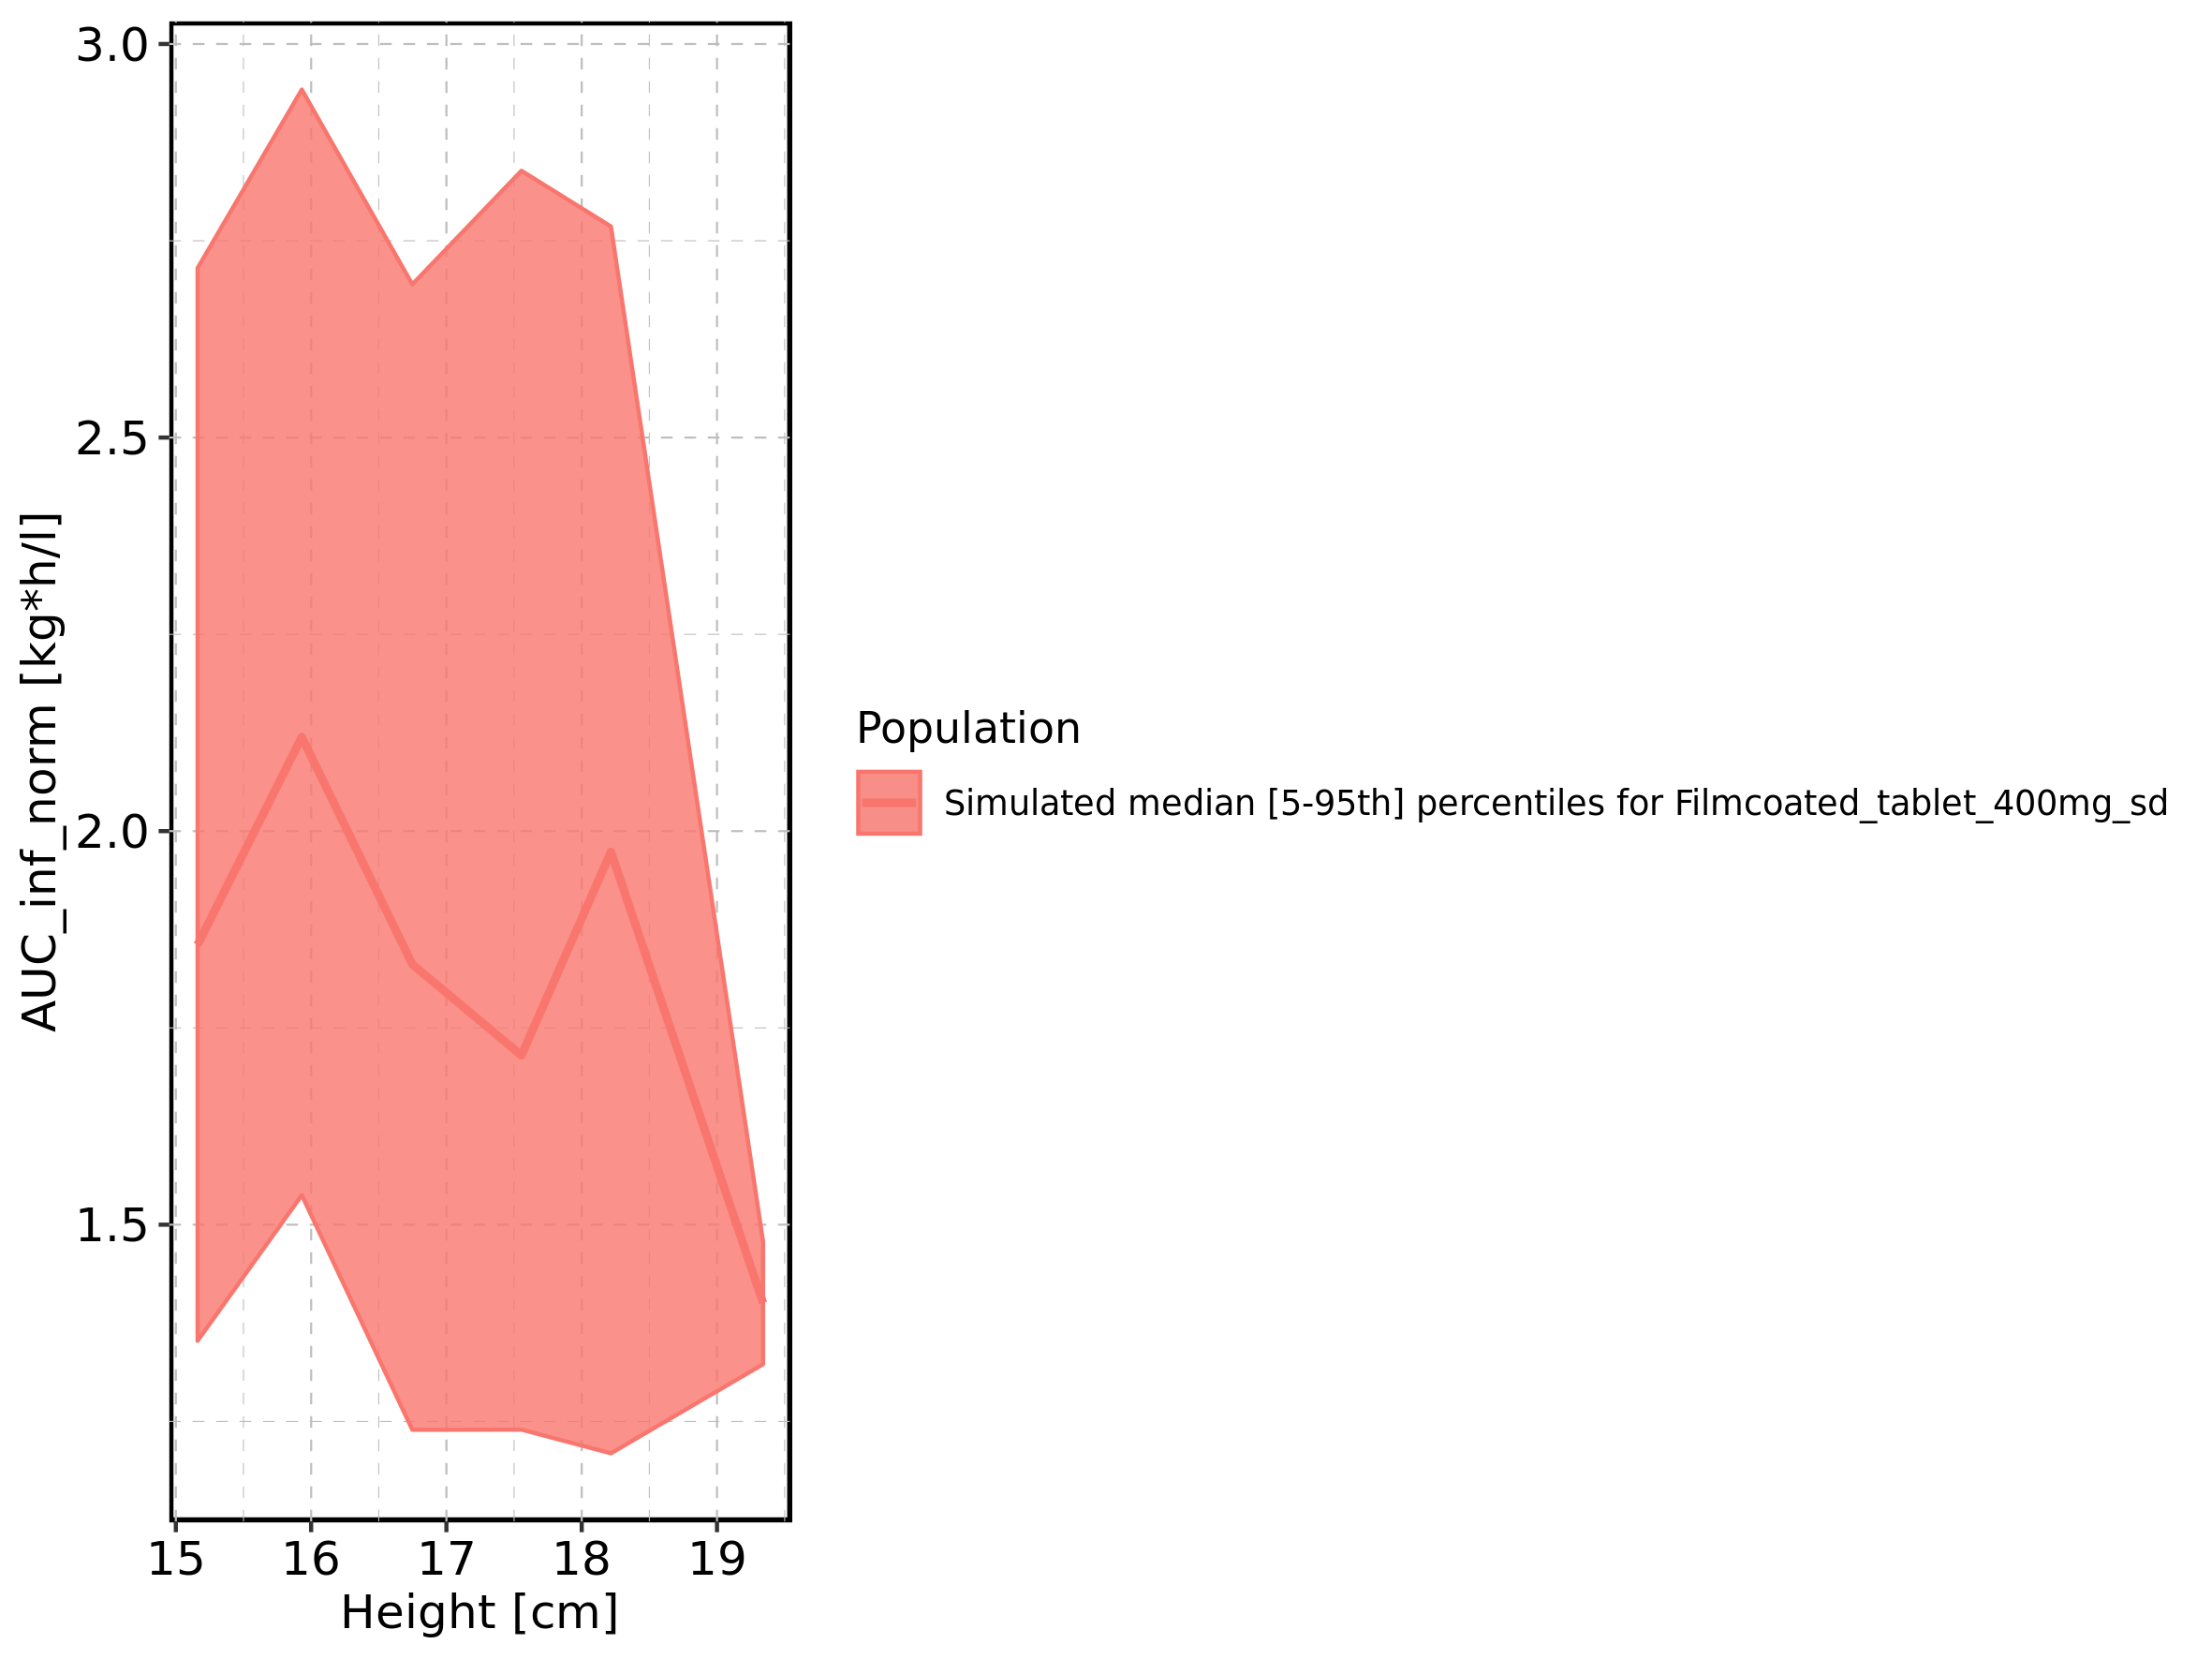 3.0
2.5
2.0
1.5
AUC_inf_norm [kg*h/l]
15 16 17 18 19
Height [cm]
Population
Simulated median [5-95th] percentiles for Filmcoated_tablet_400mg_sd